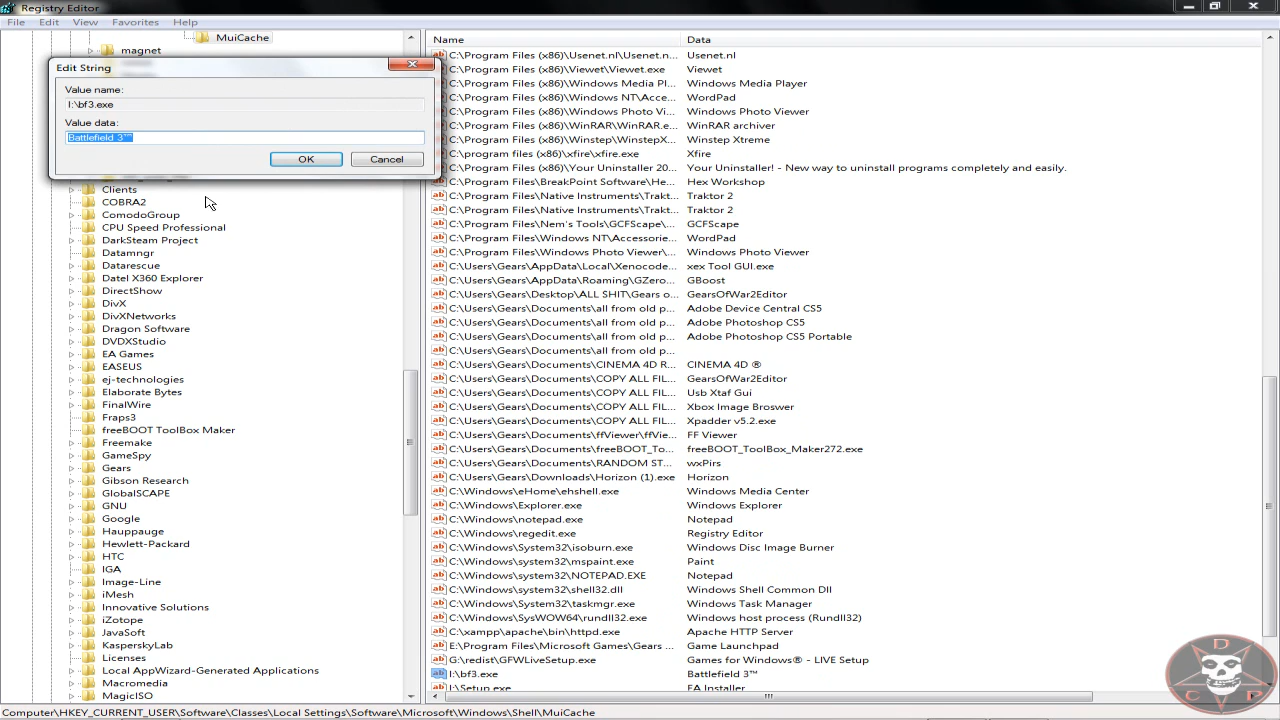 Registry Editor
File Edit View Favorites Help
MuiCache
magnet
Edit String
Value name:
I:\bf3.exe
Value data:
Battlefield 3™
OK Cancel
Clients
COBRA2
ComodoGroup
CPU Speed Professional
DarkSteam Project
Datamngr
Datarescue
Datel X360 Explorer
DirectShow
DivX
DivXNetworks
Dragon Software
DVDXStudio
EA Games
EASEUS
ej-technologies
Elaborate Bytes
FinalWire
Fraps3
freeBOOT ToolBox Maker
Freemake
GameSpy
Gears
Gibson Research
GlobalSCAPE
GNU
Google
Hauppauge
Hewlett-Packard
HTC
IGA
Image-Line
iMesh
Innovative Solutions
iZotope
JavaSoft
KasperskyLab
Licenses
Local AppWizard-Generated Applications
Macromedia
MagicISO
Name Data
C:\Program Files (x86)\Usenet.nl\Usenet.n... Usenet.nl
C:\Program Files (x86)\Viewet\Viewet.exe Viewet
C:\Program Files (x86)\Windows Media Pl... Windows Media Player
C:\Program Files (x86)\Windows NT\Acce... WordPad
C:\Program Files (x86)\Windows Photo Vi... Windows Photo Viewer
C:\Program Files (x86)\WinRAR\WinRAR.e... WinRAR archiver
C:\Program Files (x86)\Winstep\WinstepX... Winstep Xtreme
C:\program files (x86)\xfire\xfire.exe Xfire
C:\Program Files (x86)\Your Uninstaller 20... Your Uninstaller! - New way to uninstall programs completely and easily.
C:\Program Files\BreakPoint Software\He... Hex Workshop
C:\Program Files\Native Instruments\Trakt... Traktor 2
C:\Program Files\Native Instruments\Trakt... Traktor 2
C:\Program Files\Nem's Tools\GCFScape\... GCFScape
C:\Program Files\Windows NT\Accessorie... WordPad
C:\Program Files\Windows Photo Viewer\... Windows Photo Viewer
C:\Users\Gears\AppData\Local\Xenocode... xex Tool GUI.exe
C:\Users\Gears\AppData\Roaming\GZero... GBoost
C:\Users\Gears\Desktop\ALL SHIT\Gears o... GearsOfWar2Editor
C:\Users\Gears\Documents\all from old p... Adobe Device Central CS5
C:\Users\Gears\Documents\all from old p... Adobe Photoshop CS5
C:\Users\Gears\Documents\all from old p... Adobe Photoshop CS5 Portable
C:\Users\Gears\Documents\all from old p...
C:\Users\Gears\Documents\CINEMA 4D R... CINEMA 4D ®
C:\Users\Gears\Documents\COPY ALL FIL... GearsOfWar2Editor
C:\Users\Gears\Documents\COPY ALL FIL... Usb Xtaf Gui
C:\Users\Gears\Documents\COPY ALL FIL... Xbox Image Broswer
C:\Users\Gears\Documents\COPY ALL FIL... Xpadder v5.2.exe
C:\Users\Gears\Documents\ffViewer\ffVie... FF Viewer
C:\Users\Gears\Documents\freeBOOT_To... freeBOOT_ToolBox_Maker272.exe
C:\Users\Gears\Documents\RANDOM ST... wxPirs
C:\Users\Gears\Downloads\Horizon (1).exe Horizon
C:\Windows\eHome\ehshell.exe Windows Media Center
C:\Windows\Explorer.exe Windows Explorer
C:\Windows\notepad.exe Notepad
C:\Windows\regedit.exe Registry Editor
C:\Windows\System32\isoburn.exe Windows Disc Image Burner
C:\Windows\system32\mspaint.exe Paint
C:\Windows\system32\NOTEPAD.EXE Notepad
C:\Windows\system32\shell32.dll Windows Shell Common Dll
C:\Windows\System32\taskmgr.exe Windows Task Manager
C:\Windows\SysWOW64\rundll32.exe Windows host process (Rundll32)
C:\xampp\apache\bin\httpd.exe Apache HTTP Server
E:\Program Files\Microsoft Games\Gears ... Game Launchpad
G:\redist\GFWLiveSetup.exe Games for Windows® - LIVE Setup
I:\bf3.exe Battlefield 3™
I:\Setup.exe EA Installer
D
C D
Computer\HKEY_CURRENT_USER\Software\Classes\Local Settings\Software\Microsoft\Windows\Shell\MuiCache